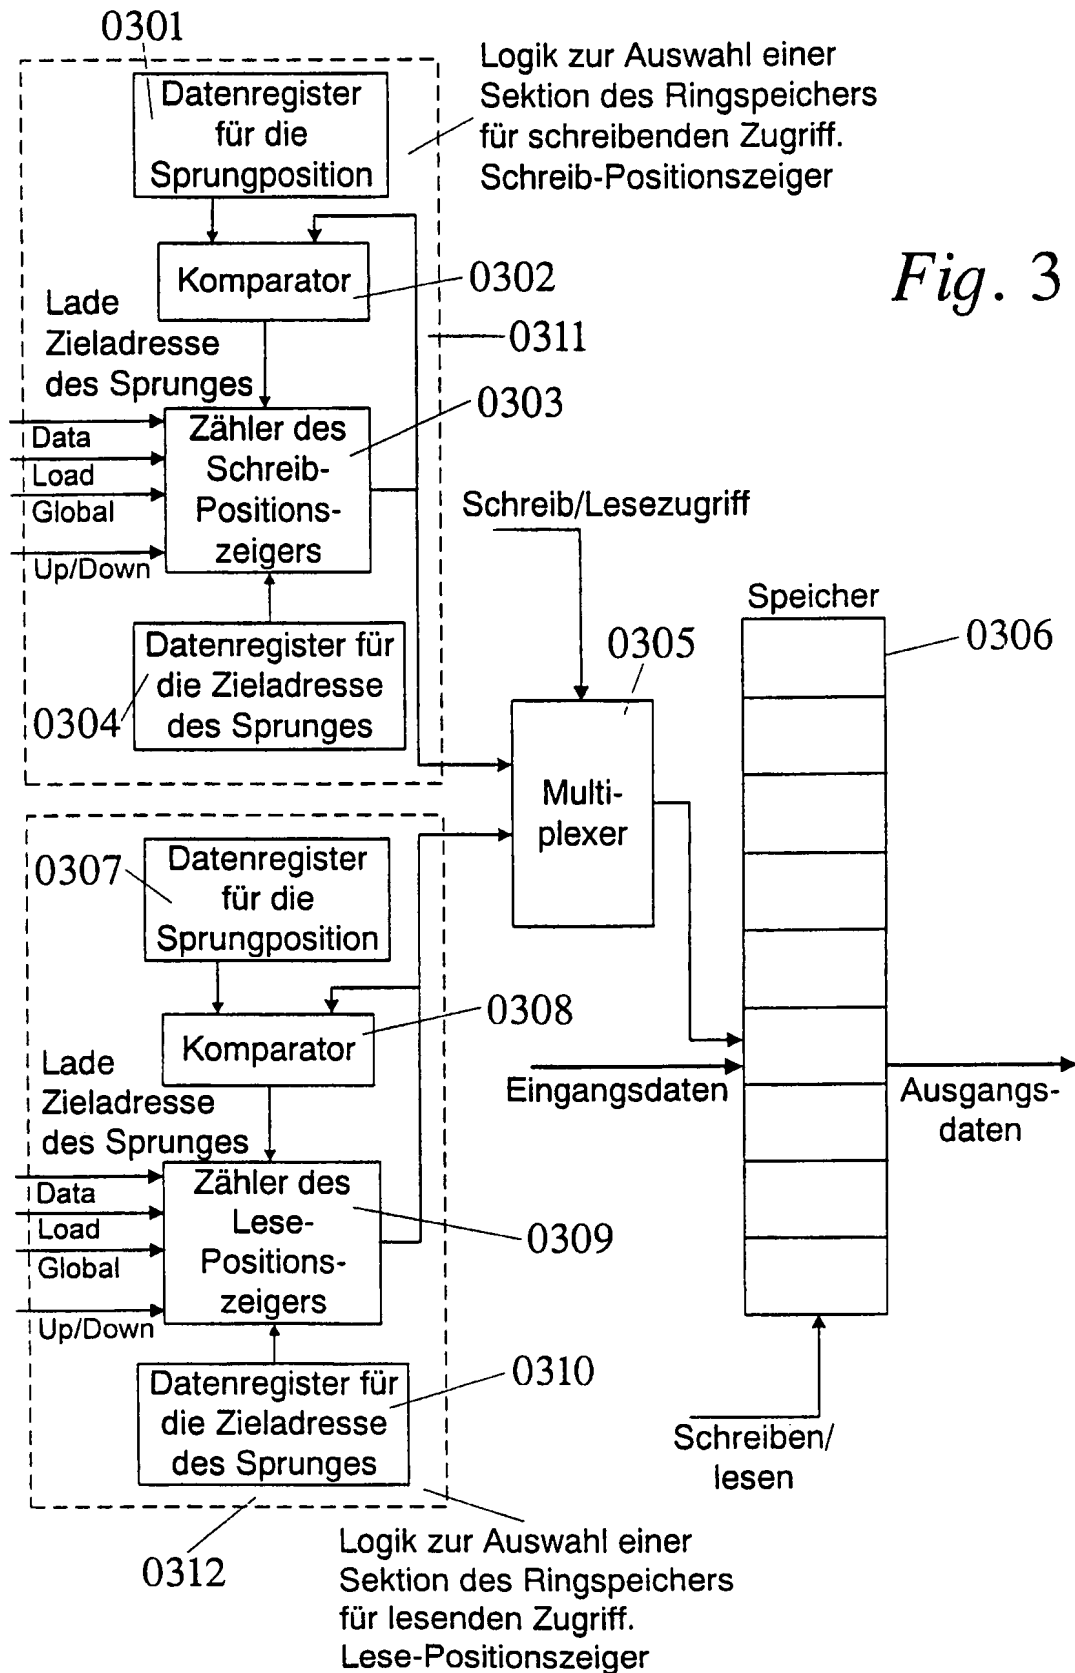 0301
Datenregister
für die
Sprungposition
Logik zur Auswahl einer
Sektion des Ringspeichers
für schreibenden Zugriff.
Schreib-Positionszeiger
Komparator
0302
Fig. 3
Lade
Zieladresse
des Sprunges
0311
0303
Data
Load
Global
Up/Down
Zähler des
Schreib-
Positions-
zeigers
Schreib/Lesezugriff
Datenregister für
die Zieladresse
des Sprunges
0304
0305
Multi-
plexer
Speicher
0306
0307
Datenregister
für die
Sprungposition
Komparator
0308
Lade
Zieladresse
des Sprunges
Eingangsdaten
Ausgangs-
daten
Data
Load
Global
Up/Down
Zähler des
Lese-
Positions-
zeigers
0309
Datenregister für
die Zieladresse
des Sprunges
0310
Schreiben/
lesen
0312
Logik zur Auswahl einer
Sektion des Ringspeichers
für lesenden Zugriff.
Lese-Positionszeiger